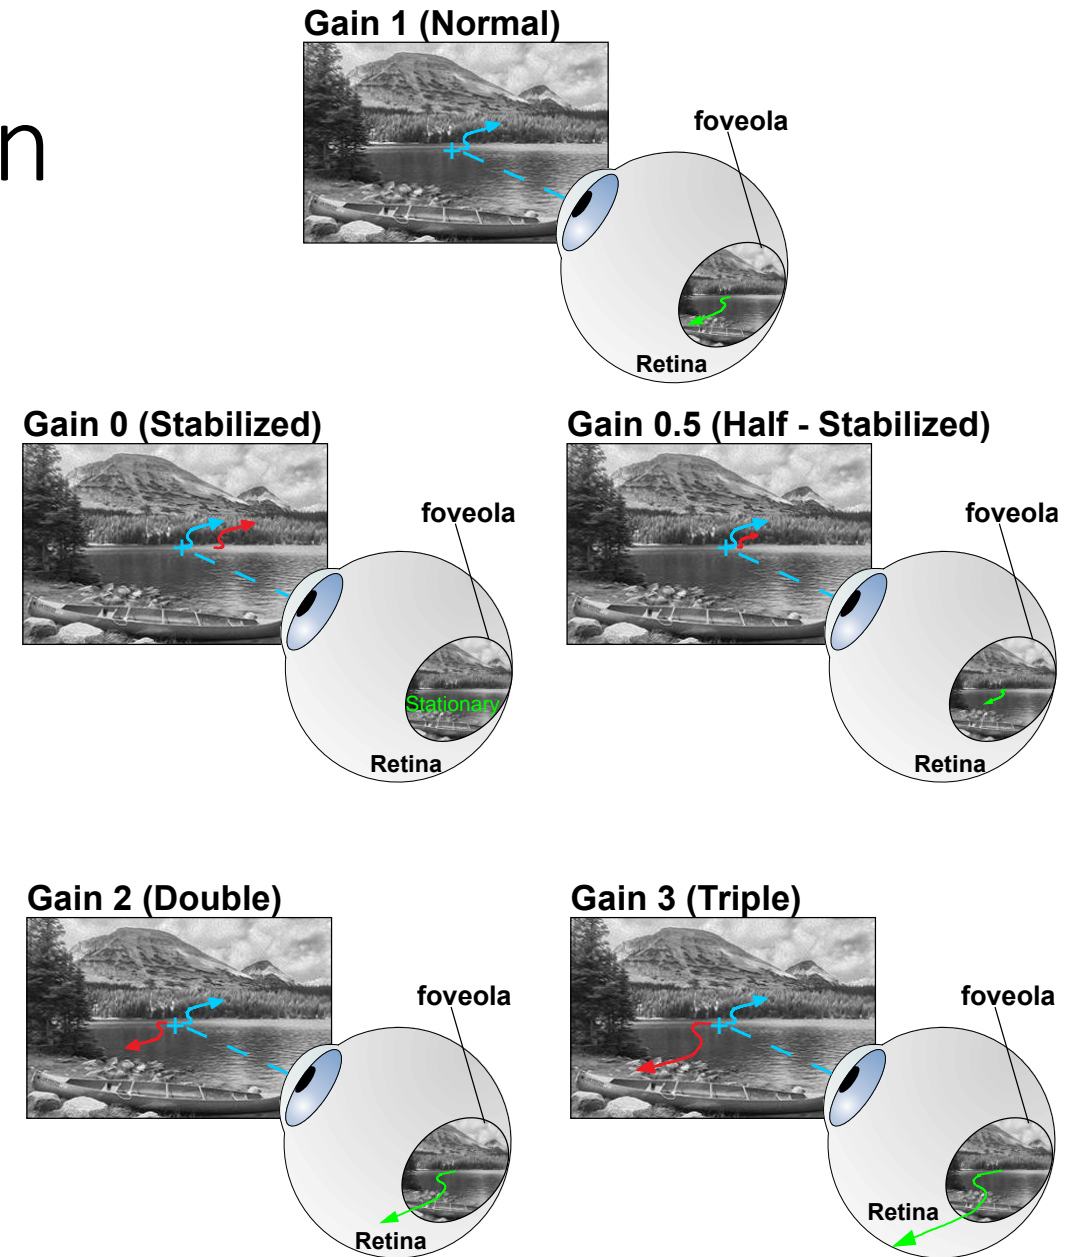 n
Gain 1 (Normal)
foveola
Retina
Gain 0 (Stabilized)
foveola
Stationary
Retina
Gain 0.5 (Half - Stabilized)
foveola
Retina
Gain 2 (Double)
foveola
Retina
Gain 3 (Triple)
foveola
Retina